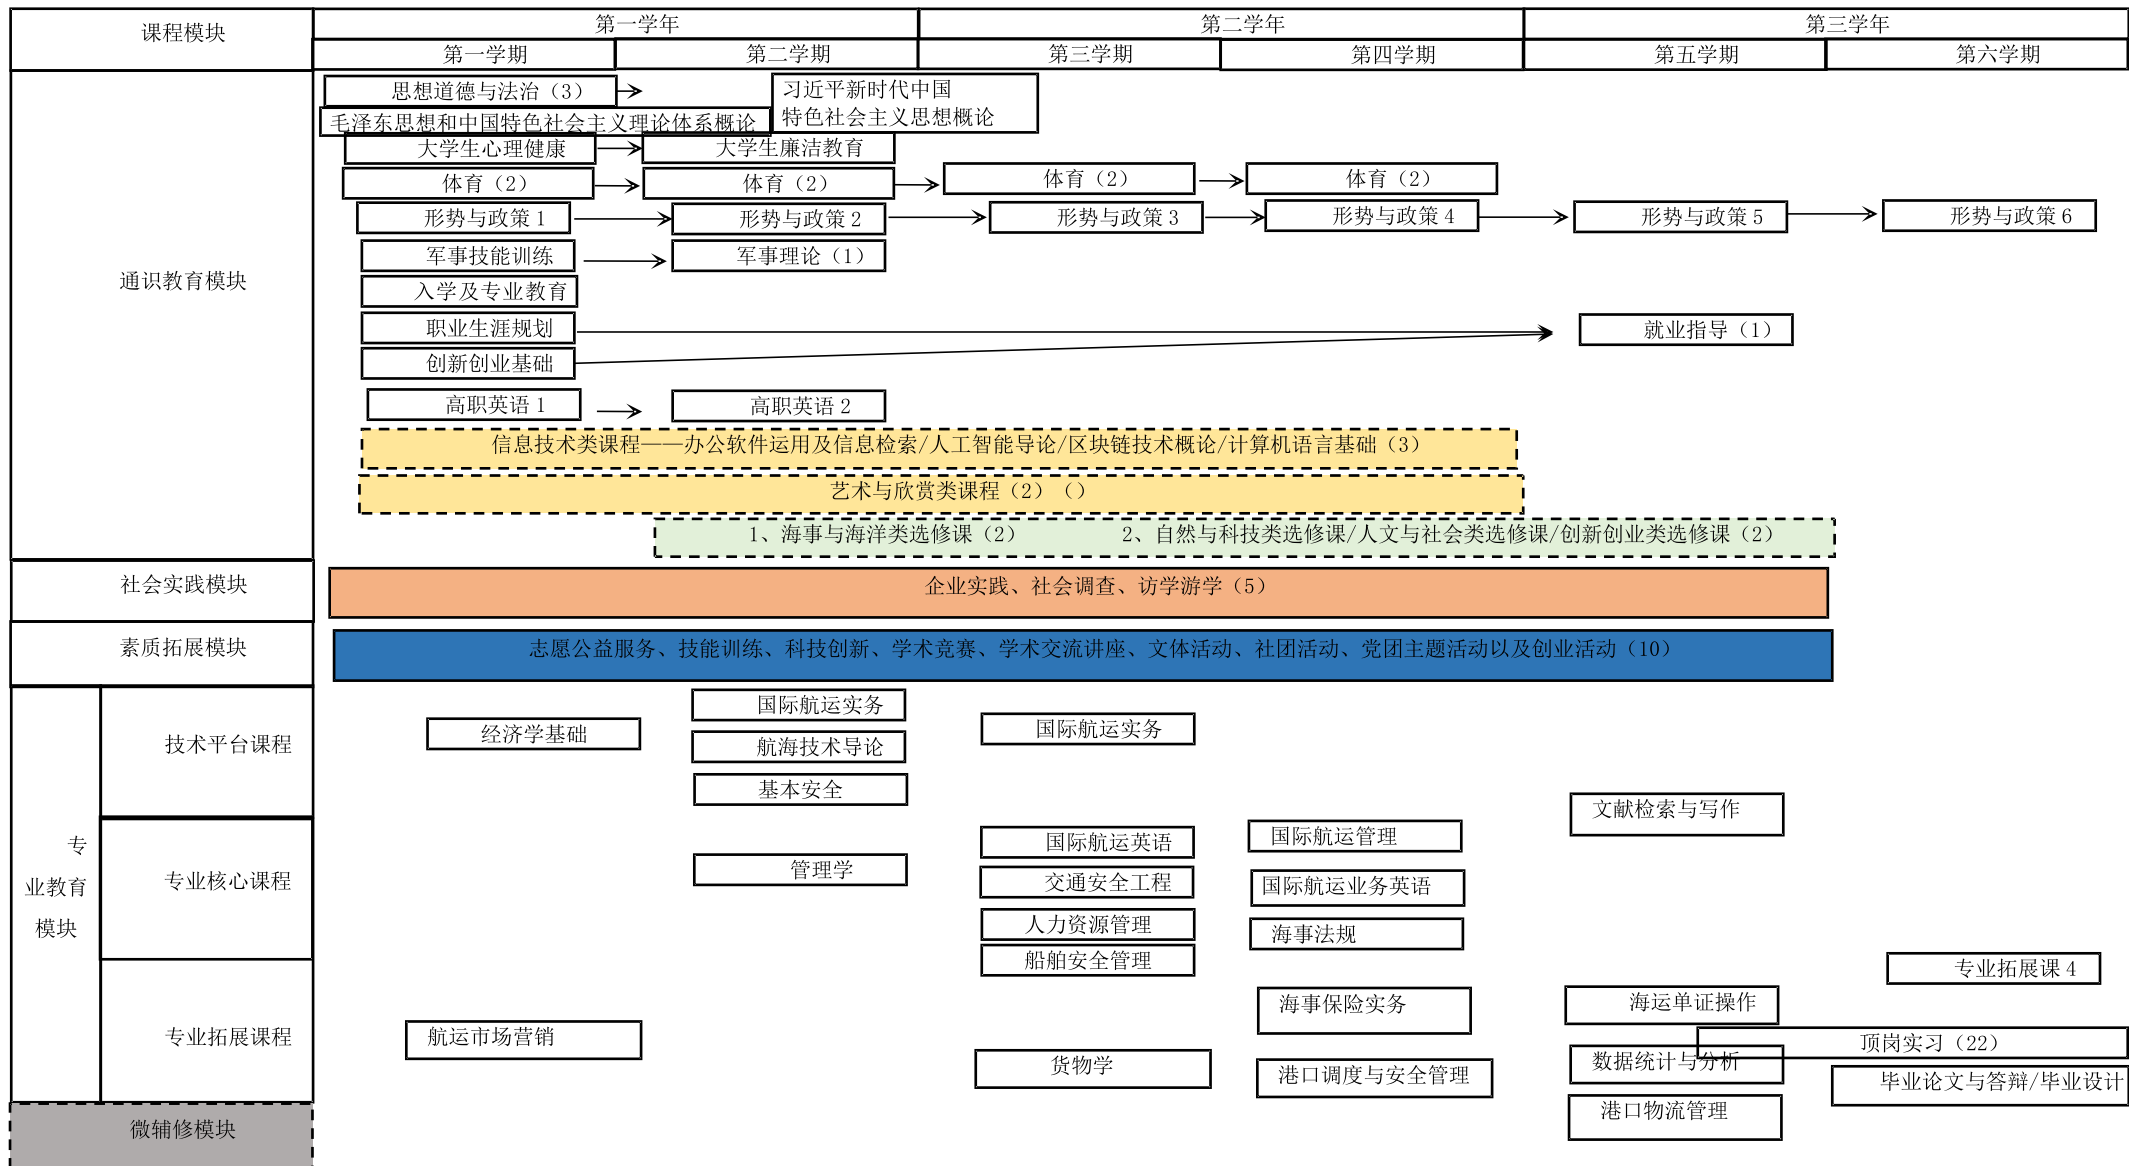 课程模块
第一学年
第二学年
第三学年
第一学期
第二学期
第三学期
第四学期
第五学期
第六学期
通识教育模块
思想道德与法治（3）
习近平新时代中国
特色社会主义思想概论
毛泽东思想和中国特色社会主义理论体系概论
大学生心理健康
大学生廉洁教育
体育（2）
体育（2）
体育（2）
体育（2）
形势与政策1
形势与政策2
形势与政策3
形势与政策4
形势与政策5
形势与政策6
军事技能训练
军事理论（1）
入学及专业教育
职业生涯规划
就业指导（1）
创新创业基础
高职英语1
高职英语2
信息技术类课程——办公软件运用及信息检索/人工智能导论/区块链技术概论/计算机语言基础（3）
艺术与欣赏类课程（2）（）
1、海事与海洋类选修课（2） 2、自然与科技类选修课/人文与社会类选修课/创新创业类选修课（2）
社会实践模块
企业实践、社会调查、访学游学（5）
素质拓展模块
志愿公益服务、技能训练、科技创新、学术竞赛、学术交流讲座、文体活动、社团活动、党团主题活动以及创业活动（10）
专
业教育
模块
技术平台课程
经济学基础
国际航运实务
航海技术导论
基本安全
国际航运实务
文献检索与写作
专业核心课程
管理学
国际航运英语
交通安全工程
人力资源管理
船舶安全管理
国际航运管理
国际航运业务英语
海事法规
专业拓展课程
航运市场营销
货物学
海事保险实务
港口调度与安全管理
海运单证操作
数据统计与分析
港口物流管理
专业拓展课4
顶岗实习（22）
毕业论文与答辩/毕业设计
微辅修模块